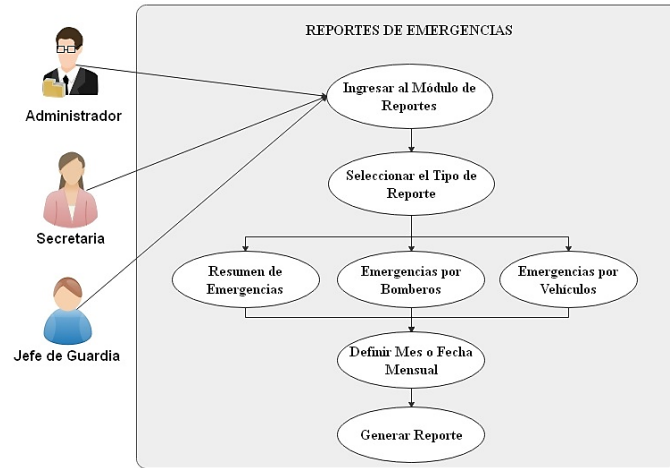 REPORTES DE EMERGENCIAS
Administrador
Secretaria
Jefe de Guardia
Ingresar al Módulo de
Reportes
Seleccionar el Tipo de
Reporte
Resumen de
Emergencias
Emergencias por
Bomberos
Emergencias por
Vehículos
Definir Mes o Fecha
Mensual
Generar Reporte